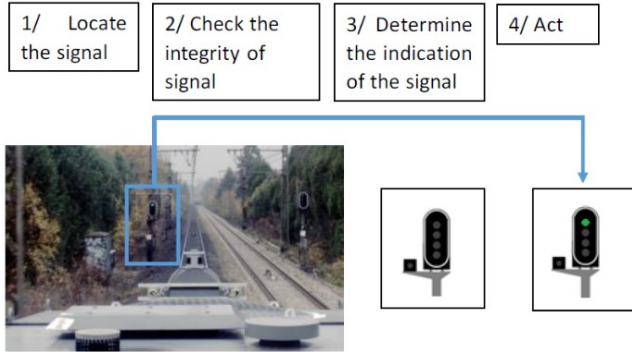 1/ Locate
the signal
2/ Check the
integrity of
signal
3/ Determine
the indication
of the signal
4/ Act